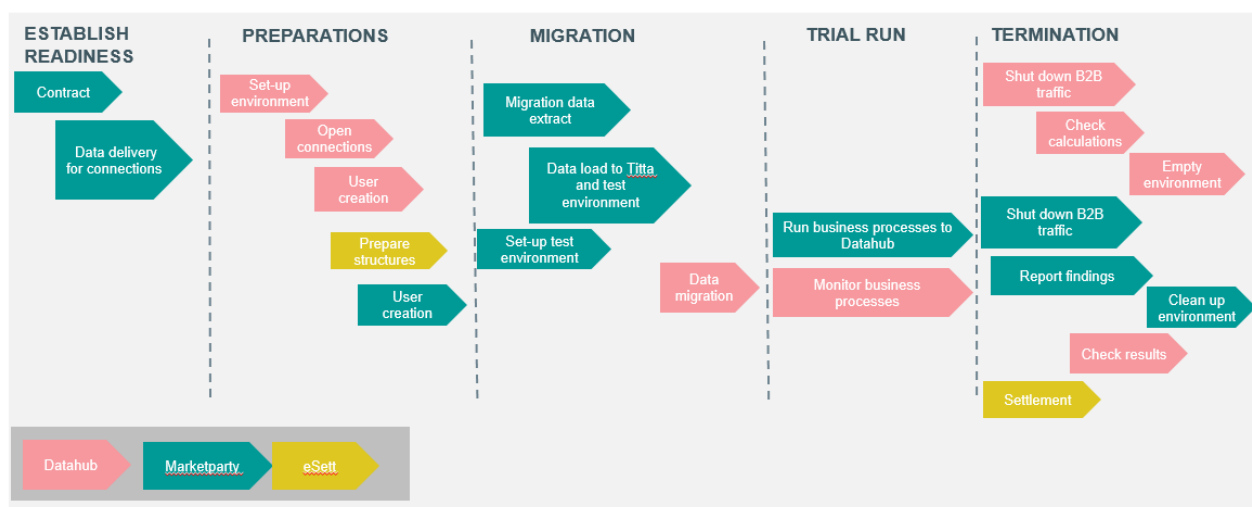 ESTABLISH
READINESS
Contract
Data delivery
for connections
PREPARATIONS
Set-up
environment
Open
connections
User
creation
Prepare
structures
User
creation
MIGRATION
Migration data
extract
Data load to Titta
and test
environment
Set-up test
environment
Data
migration
TRIAL RUN
Run business processes to
Datahub
Monitor business
processes
TERMINATION
Shut down B2B
traffic
Check
calculations
Empty
environment
Shut down B2B
traffic
Report findings
Clean up
environment
Check results
Settlement
Datahub
Marketparty
eSett